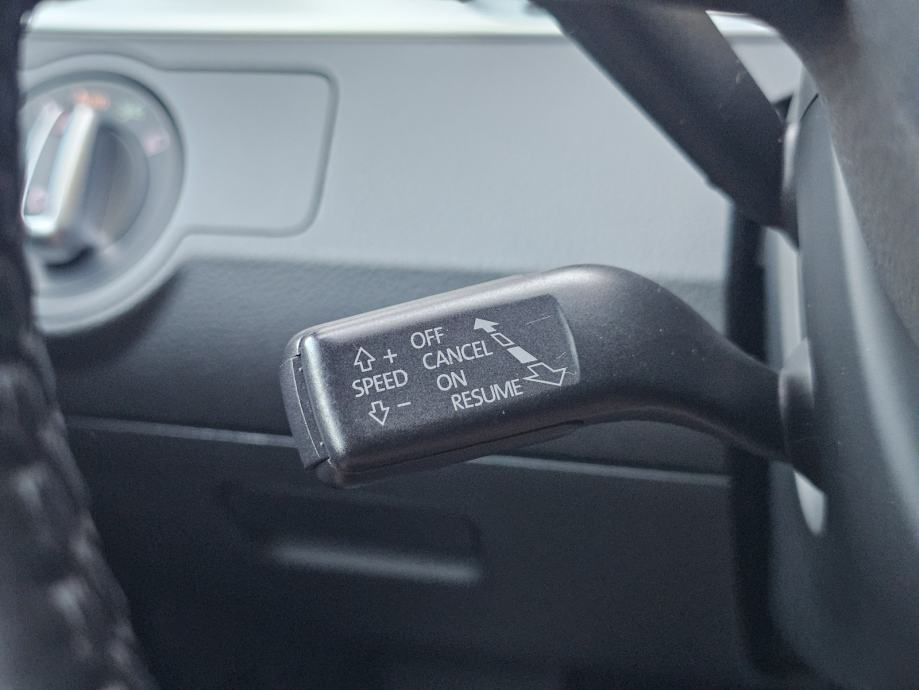 + OFF
SPEED CANCEL
- ON
RESUME